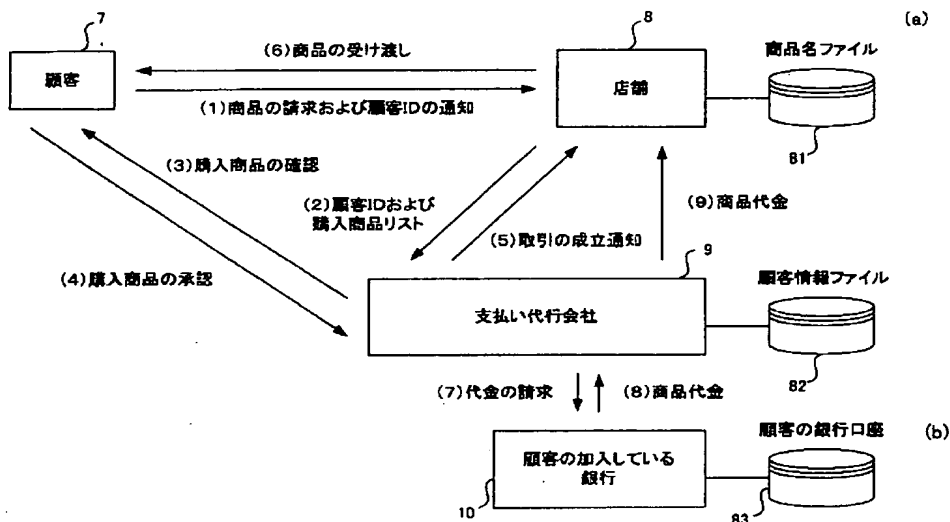 7
8
(a)
(6)商品の受け渡し
商品名ファイル
顧客
店舗
(1)商品の請求および顧客IDの通知
81
(3)購入商品の確認
(2)顧客IDおよび
購入商品リスト
(9)商品代金
(5)取引の成立通知
9
(4)購入商品の承認
顧客情報ファイル
支払い代行会社
82
(7)代金の請求
(8)商品代金
顧客の銀行口座
(b)
顧客の加入している
銀行
10
83